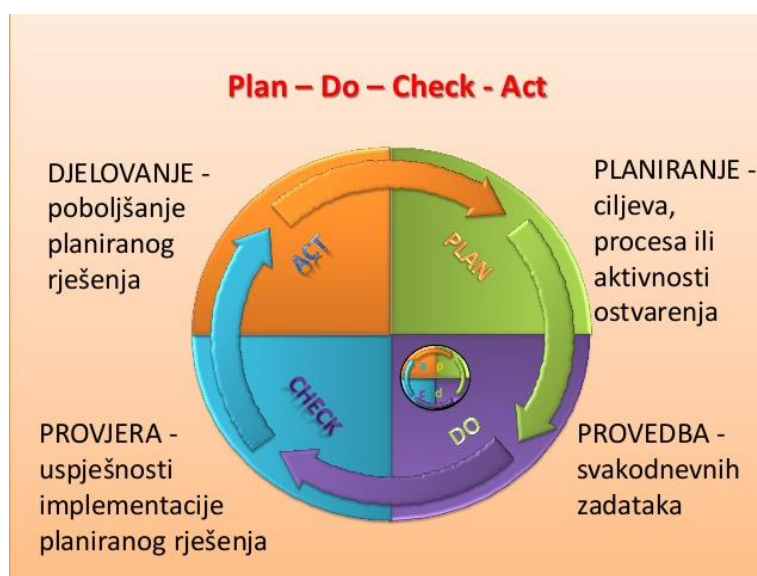 Plan – Do – Check - Act
DJELOVANJE -
poboljšanje
planiranog
rješenja
PLANIRANJE -
ciljeva,
procesa ili
aktivnosti
ostvarenja
ACT
PLAN
CHECK
DO
a p
c d
PROVJERA -
uspješnosti
implementacije
planiranog rješenja
PROVEDBA -
svakodnevnih
zadataka